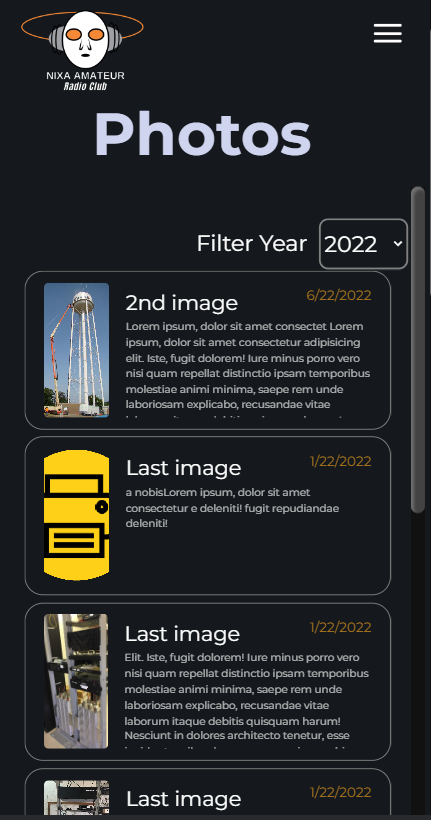 NIXA AMATEUR
Radio Club
Photos
Filter Year
2022
2nd image
6/22/2022
Lorem ipsum, dolor sit amet consectet Lorem
ipsum, dolor sit amet consectetur adipisicing
elit. Iste, fugit dolorem! Iure minus porro vero
nisi quam repellat distinctio ipsam temporibus
molestiae animi minima, saepe rem unde
laboriosam explicabo, recusandae vitae
Last image
1/22/2022
a nobisLorem ipsum, dolor sit amet
consectetur e deleniti! fugit repudiandae
deleniti!
Last image
1/22/2022
Elit. Iste, fugit dolorem! Iure minus porro vero
nisi quam repellat distinctio ipsam temporibus
molestiae animi minima, saepe rem unde
laboriosam explicabo, recusandae vitae
laborum itaque debitis quisquam harum!
Nesciunt in dolores architecto tenetur, esse
Last image
1/22/2022